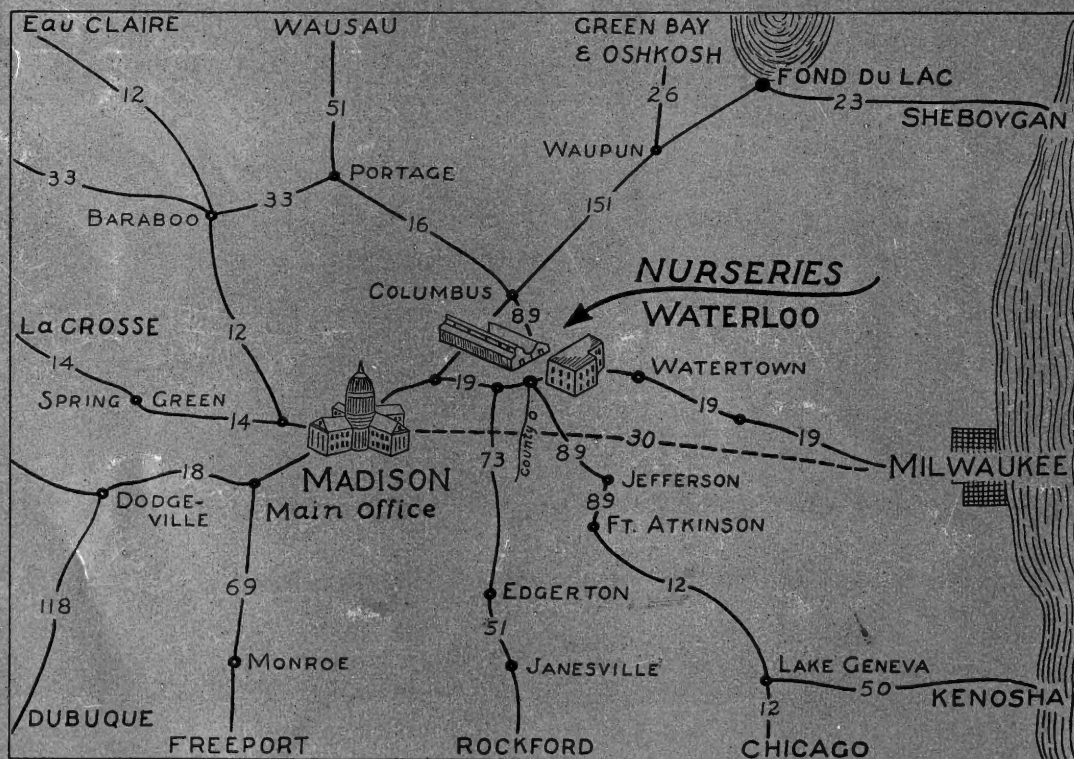 Eau CLAIRE
WAUSAU
GREEN BAY
& OSHKOSH
FOND DU LAC
12
51
26
23
SHEBOYGAN
WAUPUN
33
PORTAGE
33
BARABOO
16
151
NURSERIES
WATERLOO
COLUMBUS
89
La CROSSE
12
14
WATERTOWN
SPRING GREEN
14
19
19
19
30
MILWAUKEE
73
County O
89
18
MADISON
Main Office
JEFFERSON
DODGE-
VILLE
89
FT. ATKINSON
69
118
EDGERTON
12
51
MONROE
JANESVILLE
LAKE GENEVA
50
KENOSHA
12
DUBUQUE
FREEPORT
ROCKFORD
CHICAGO